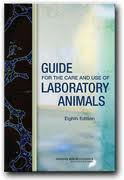 GUIDE
FOR THE CARE AND USE OF
LABORATORY
ANIMALS
Eighth Edition